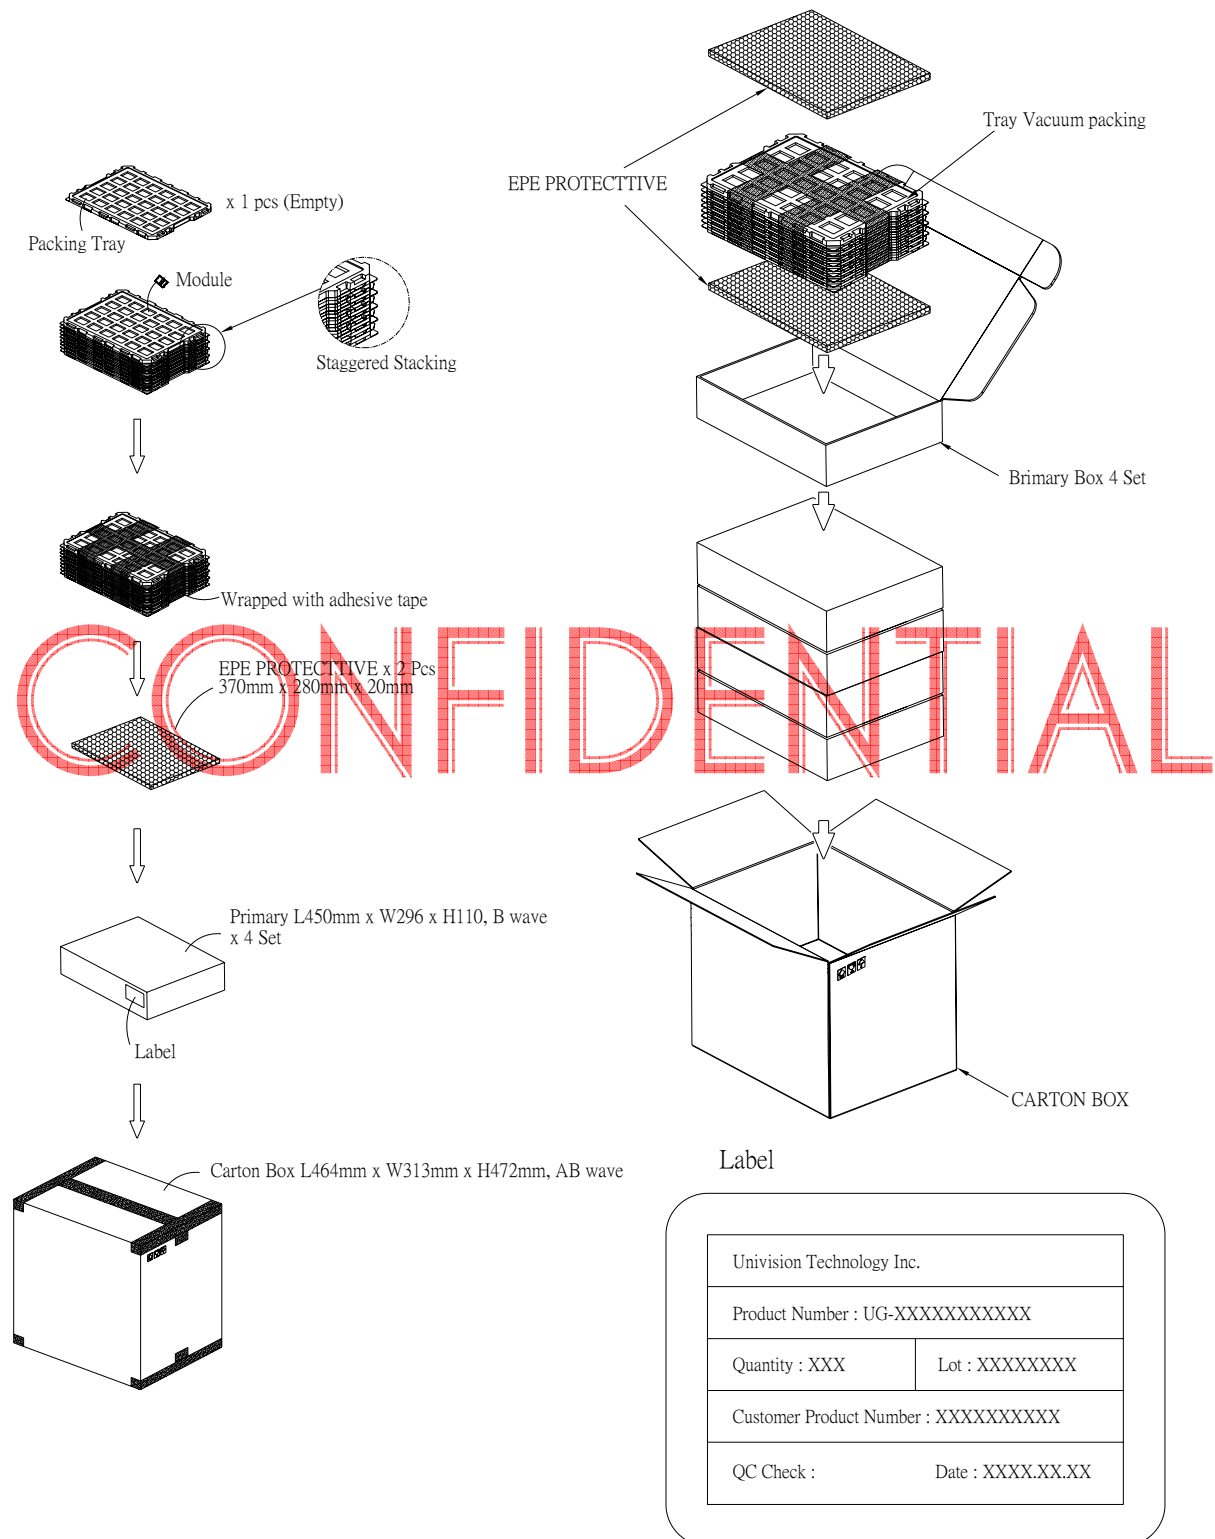 x 1 pcs (Empty)
Packing Tray
Module
Staggered Stacking
Wrapped with adhesive tape
EPE PROTECTTIVE x 2 Pcs
370mm x 280mm x 20mm
Primary L450mm x W296 x H110, B wave
x 4 Set
Label
Carton Box L464mm x W313mm x H472mm, AB wave
Tray Vacuum packing
EPE PROTECTTIVE
Brimary Box 4 Set
CONFIDENTIAL
CARTON BOX
Label
Univision Technology Inc.
Product Number : UG-XXXXXXXXXXX
Quantity : XXX
Lot : XXXXXXXX
Customer Product Number : XXXXXXXXXX
QC Check :
Date : XXXX.XX.XX